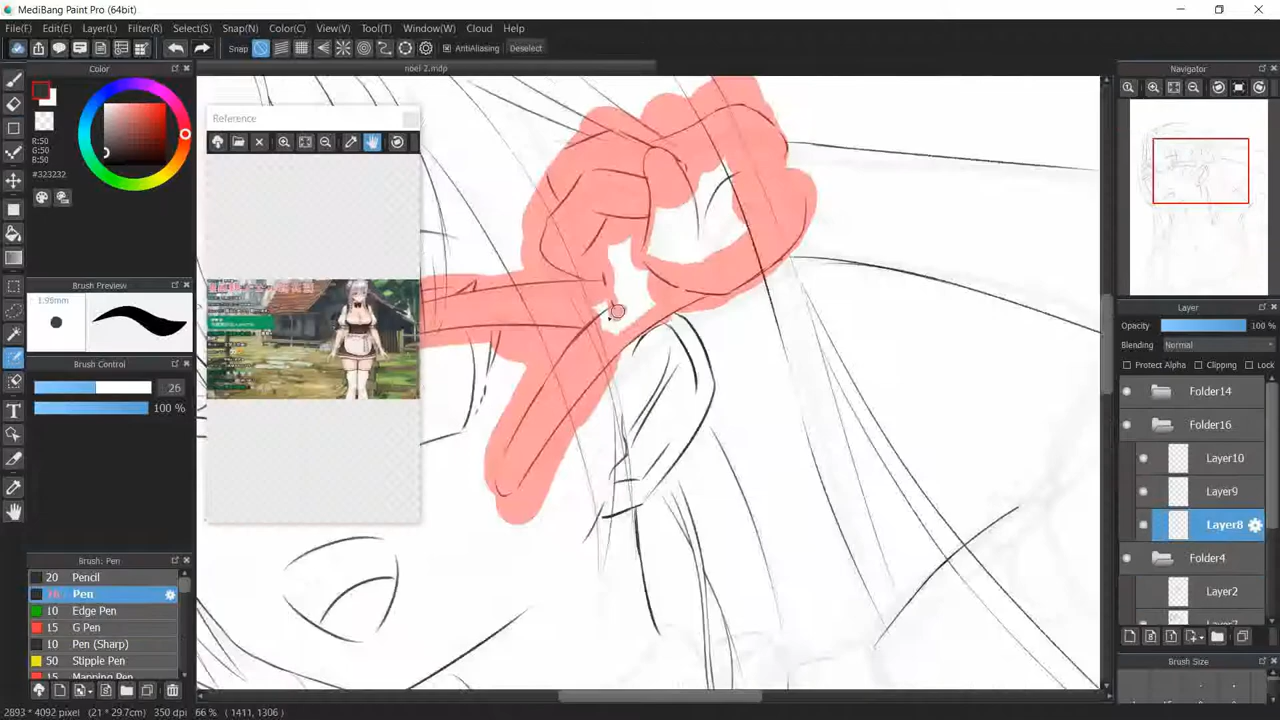 MediBang Paint Pro (64bit)
File(F) Edit(E) Layer(L) Filter(R) Select(S) Snap(N) Color(C) View(V) Tool(T) Window(W) Cloud Help
Snap AntiAliasing Deselect
Color
R:50
G:50
B:50
#323232
Brush Preview
1.95mm
Brush Control
26
100 %
Brush: Pen
20 Pencil
Pen
10 Edge Pen
15 G Pen
10 Pen (Sharp)
50 Stipple Pen
15 Mapping Pen
noel 2.mdp
Reference
Navigator
Layer
Opacity 100 %
Blending Normal
Protect Alpha Clipping Lock
Folder14
Folder16
Layer10
Layer9
Layer8
Folder4
Layer2
Brush Size
2893 * 4092 pixel (21 * 29.7cm) 350 dpi 66 % ( 1411, 1306 )